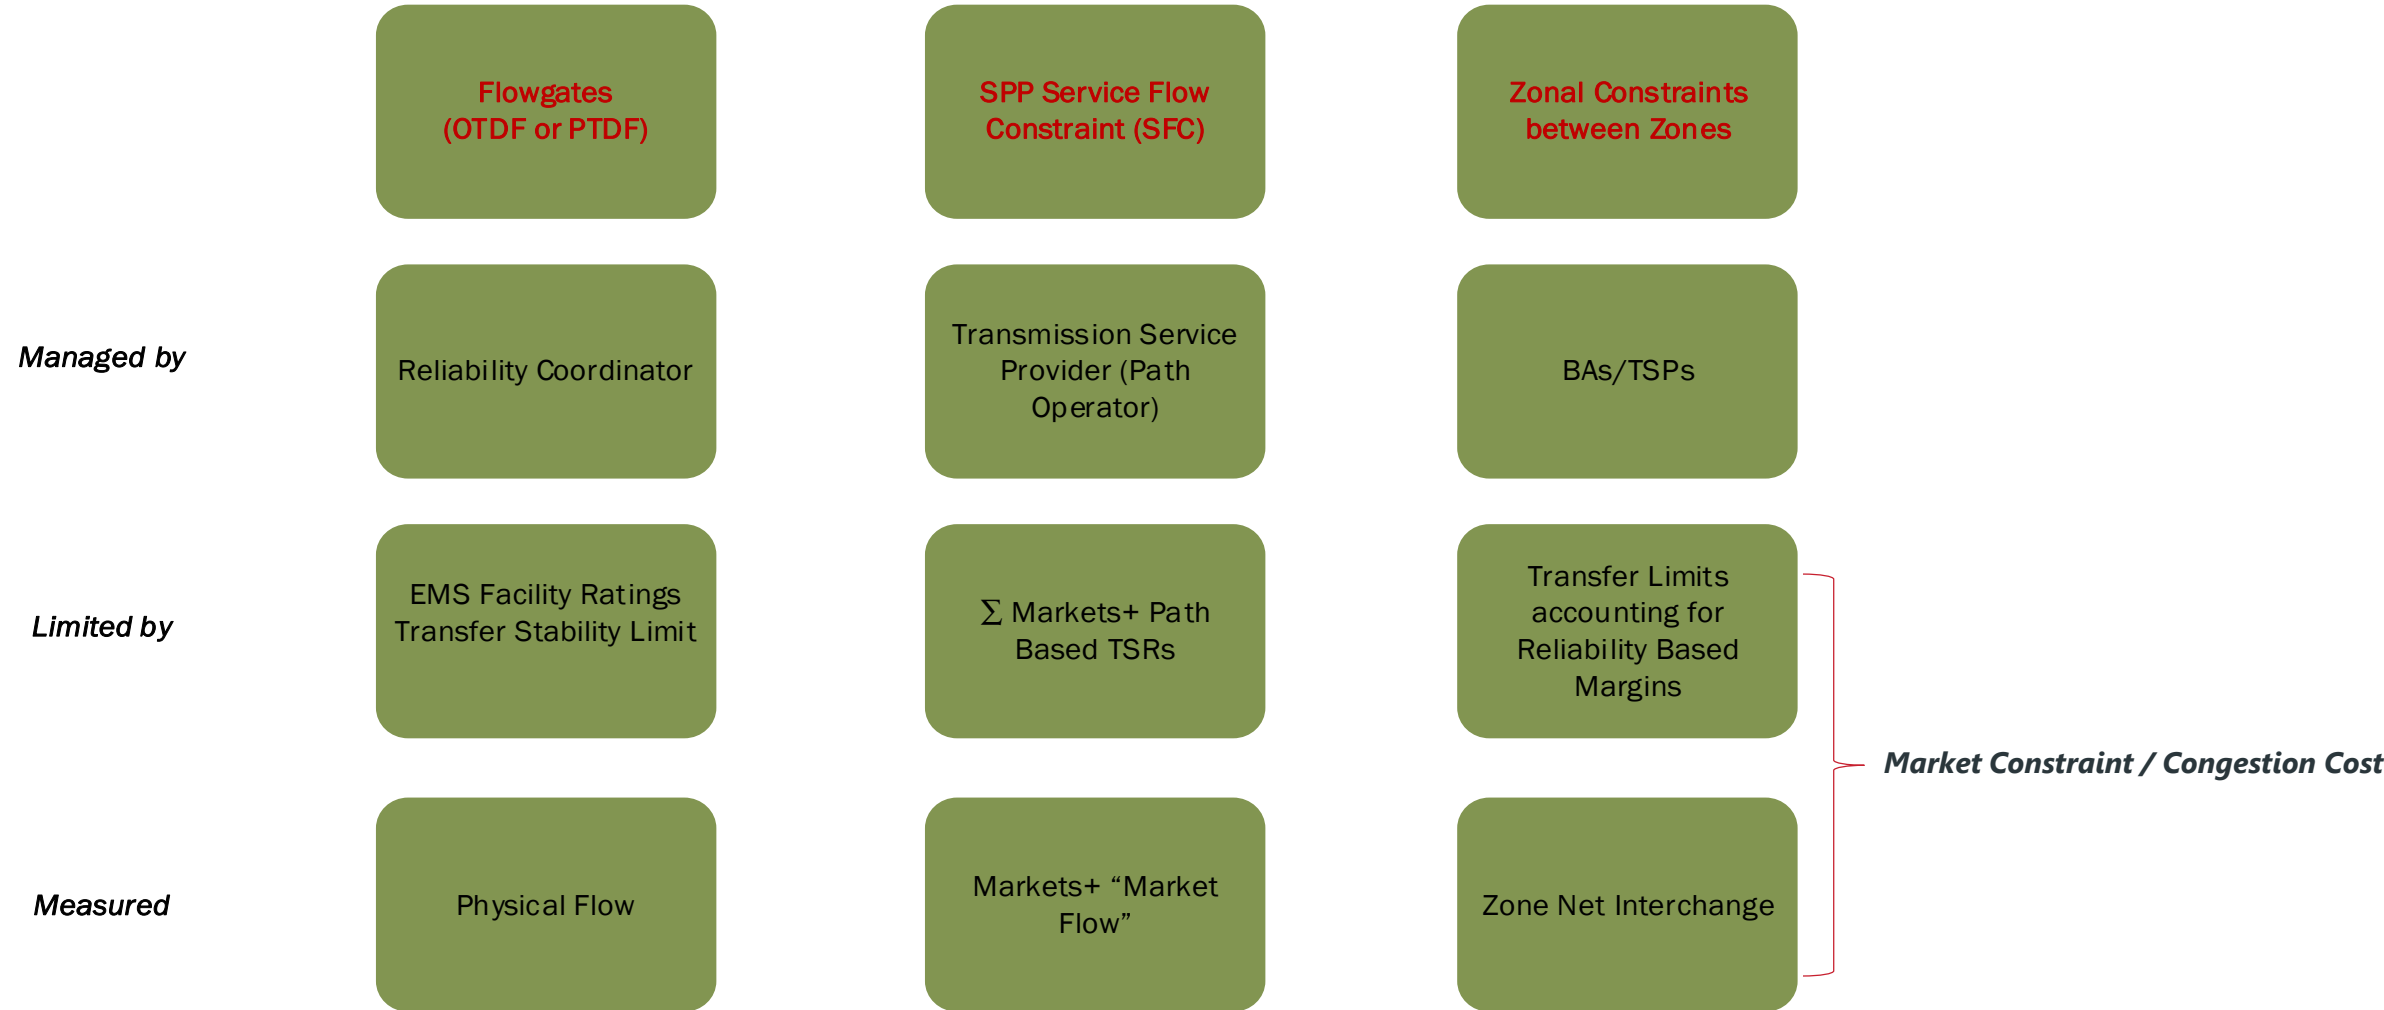 Flowgates
(OTDF or PTDF)
SPP Service Flow
Constraint (SFC)
Zonal Constraints
between Zones
Managed by
Reliability Coordinator
Transmission Service
Provider (Path
Operator)
BAs/TSPs
Limited by
EMS Facility Ratings
Transfer Stability Limit
∑ Markets+ Path
Based TSRs
Transfer Limits
accounting for
Reliability Based
Margins
Market Constraint / Congestion Cost
Measured
Physical Flow
Markets+ “Market
Flow”
Zone Net Interchange